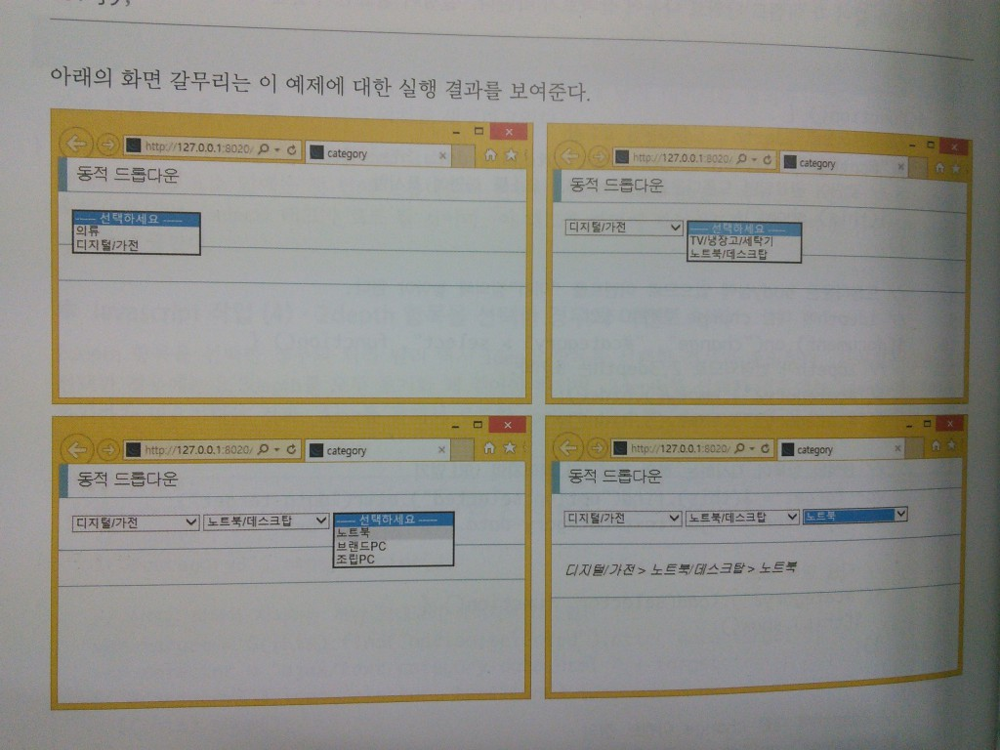 아래의 화면 갈무리는 이 예제에 대한 실행 결과를 보여준다.
http://127.0.0.1:8020/ category
동적 드롭다운
----- 선택하세요 -----
의류
디지털/가전
http://127.0.0.1:8020/ category
동적 드롭다운
디지털/가전 ----- 선택하세요 -----
TV/냉장고/세탁기
노트북/데스크탑
http://127.0.0.1:8020/ category
동적 드롭다운
디지털/가전 노트북/데스크탑 ----- 선택하세요 -----
노트북
브랜드PC
조립PC
http://127.0.0.1:8020/ category
동적 드롭다운
디지털/가전 노트북/데스크탑 노트북
디지털/가전 > 노트북/데스크탑 > 노트북